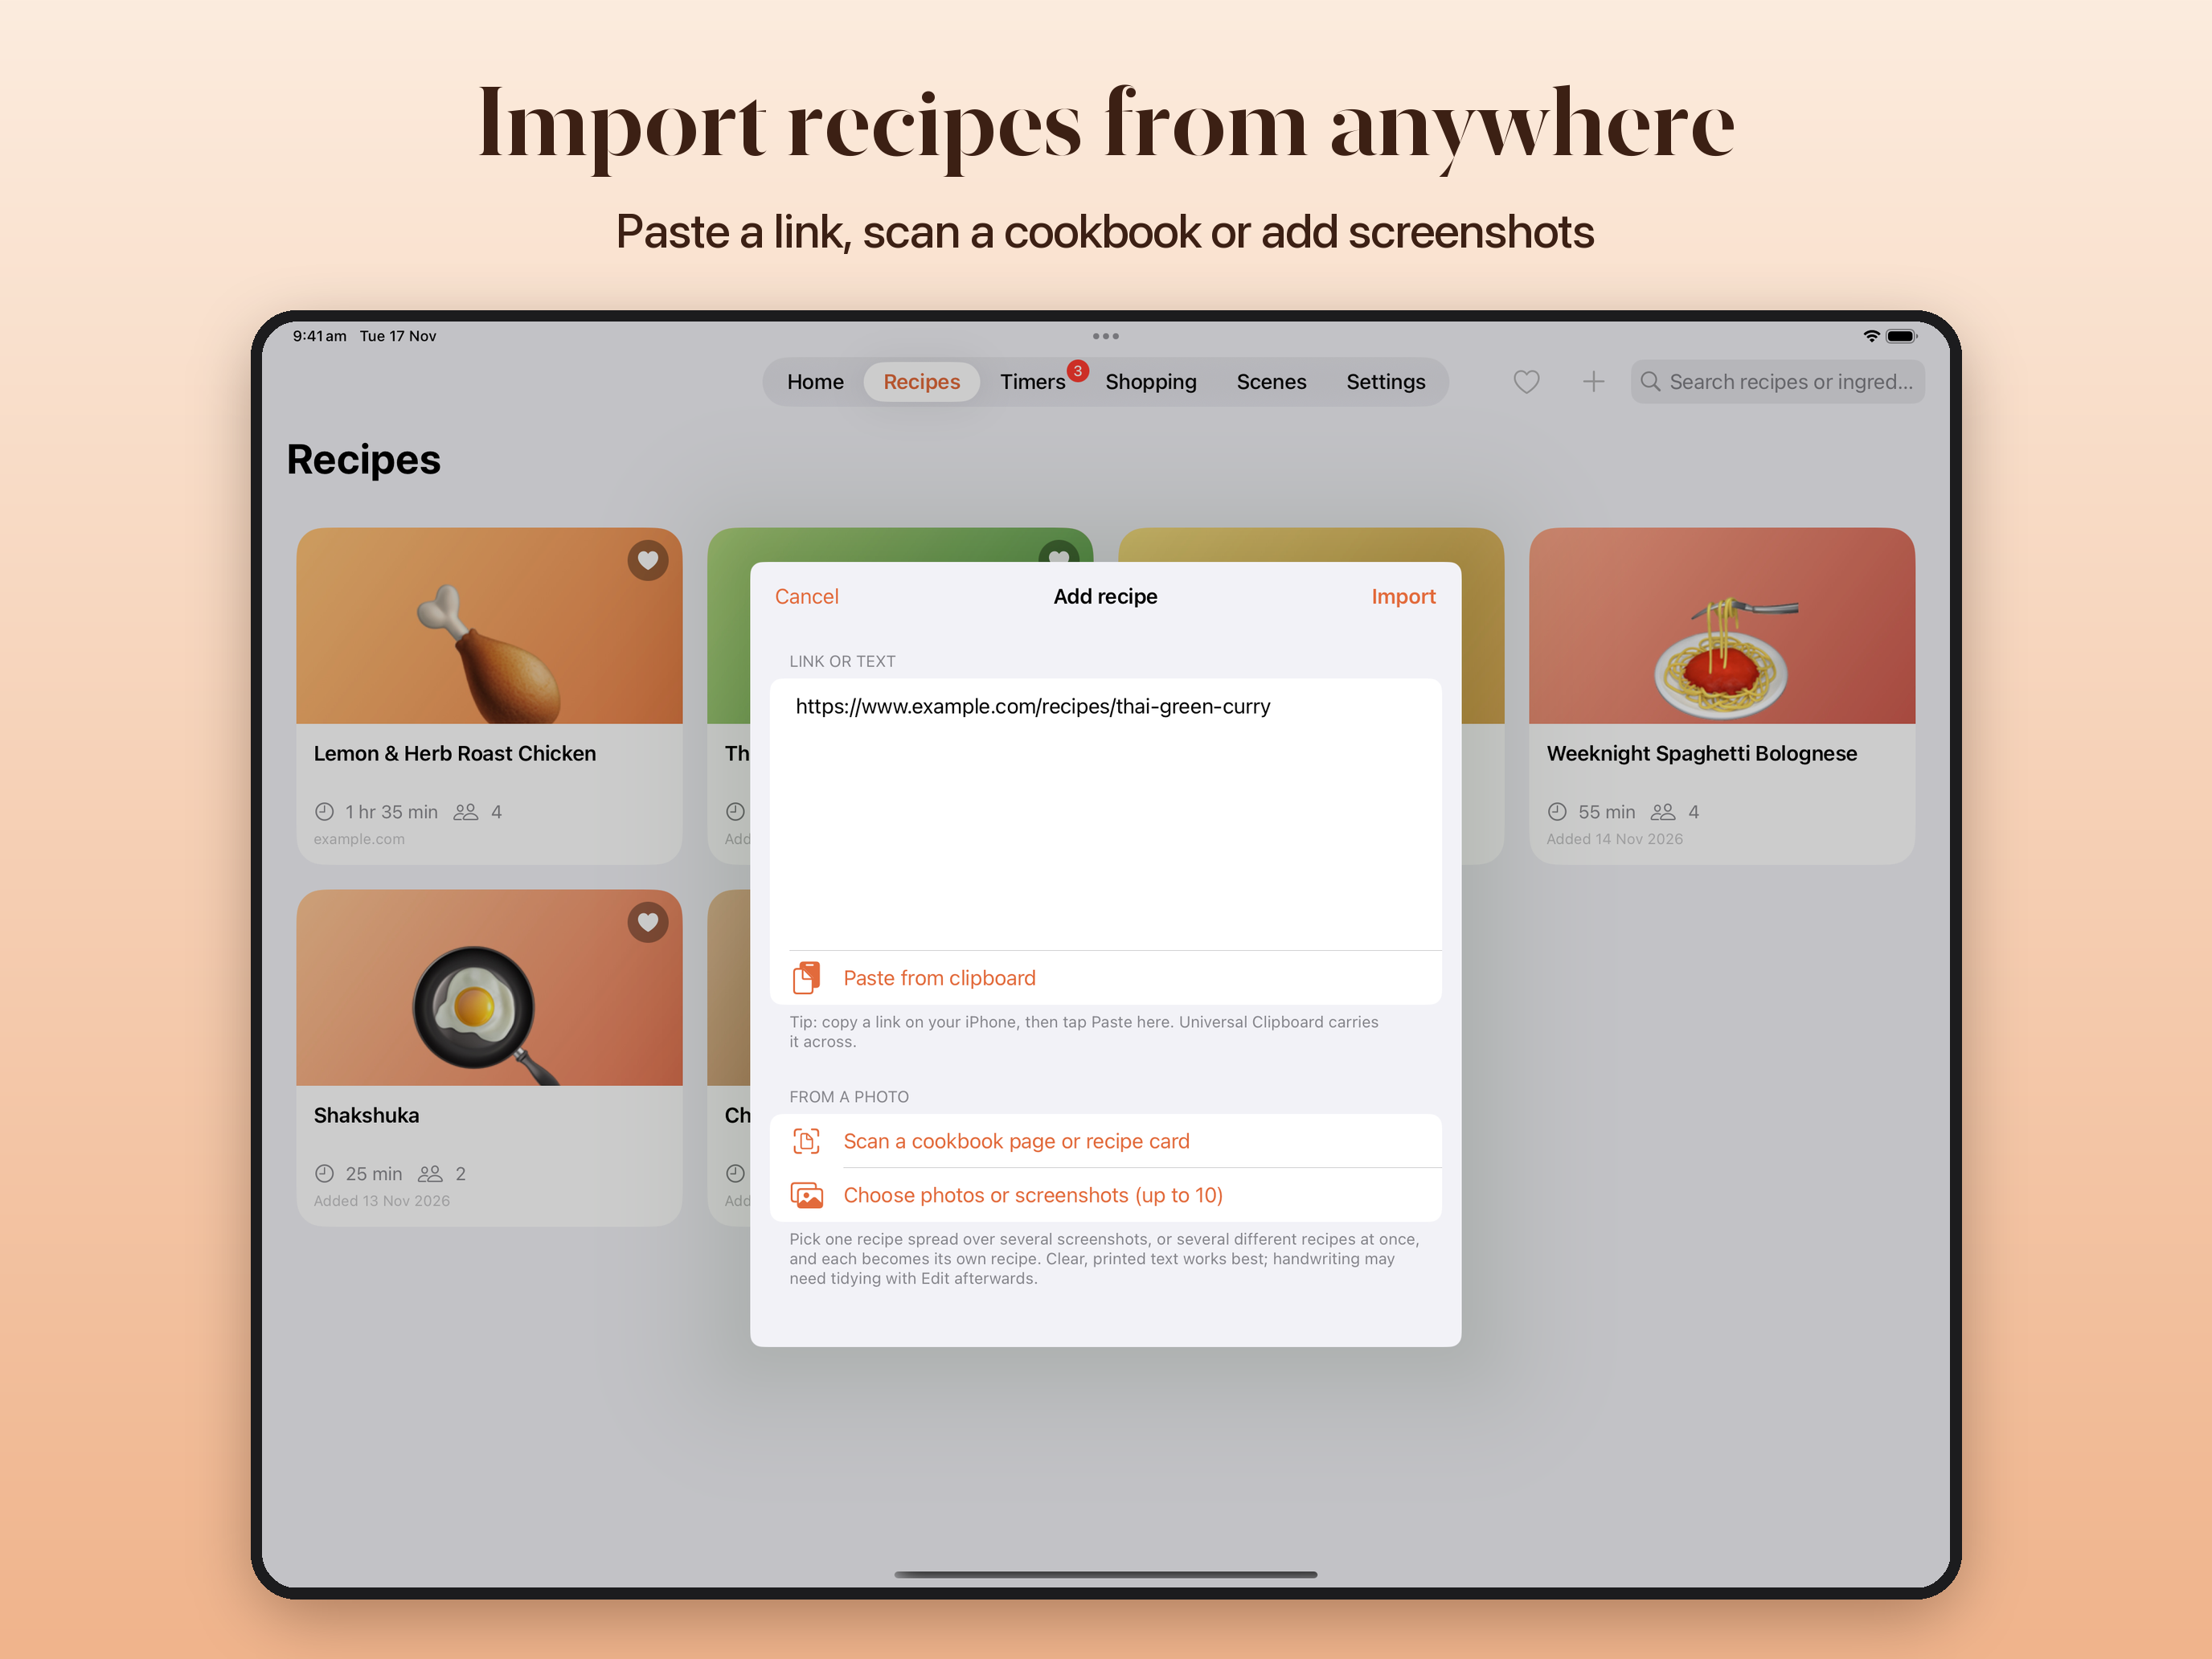 Import recipes from anywhere
Paste a link, scan a cookbook or add screenshots
9:41 am Tue 17 Nov
Home Recipes Timers 3 Shopping Scenes Settings
Search recipes or ingred...
Recipes
Lemon & Herb Roast Chicken
1 hr 35 min 4
example.com
Th
Add
Weeknight Spaghetti Bolognese
55 min 4
Added 14 Nov 2026
Shakshuka
25 min 2
Added 13 Nov 2026
Ch
Add
Cancel Add recipe Import
LINK OR TEXT
https://www.example.com/recipes/thai-green-curry
Paste from clipboard
Tip: copy a link on your iPhone, then tap Paste here. Universal Clipboard carries
it across.
FROM A PHOTO
Scan a cookbook page or recipe card
Choose photos or screenshots (up to 10)
Pick one recipe spread over several screenshots, or several different recipes at once,
and each becomes its own recipe. Clear, printed text works best; handwriting may
need tidying with Edit afterwards.